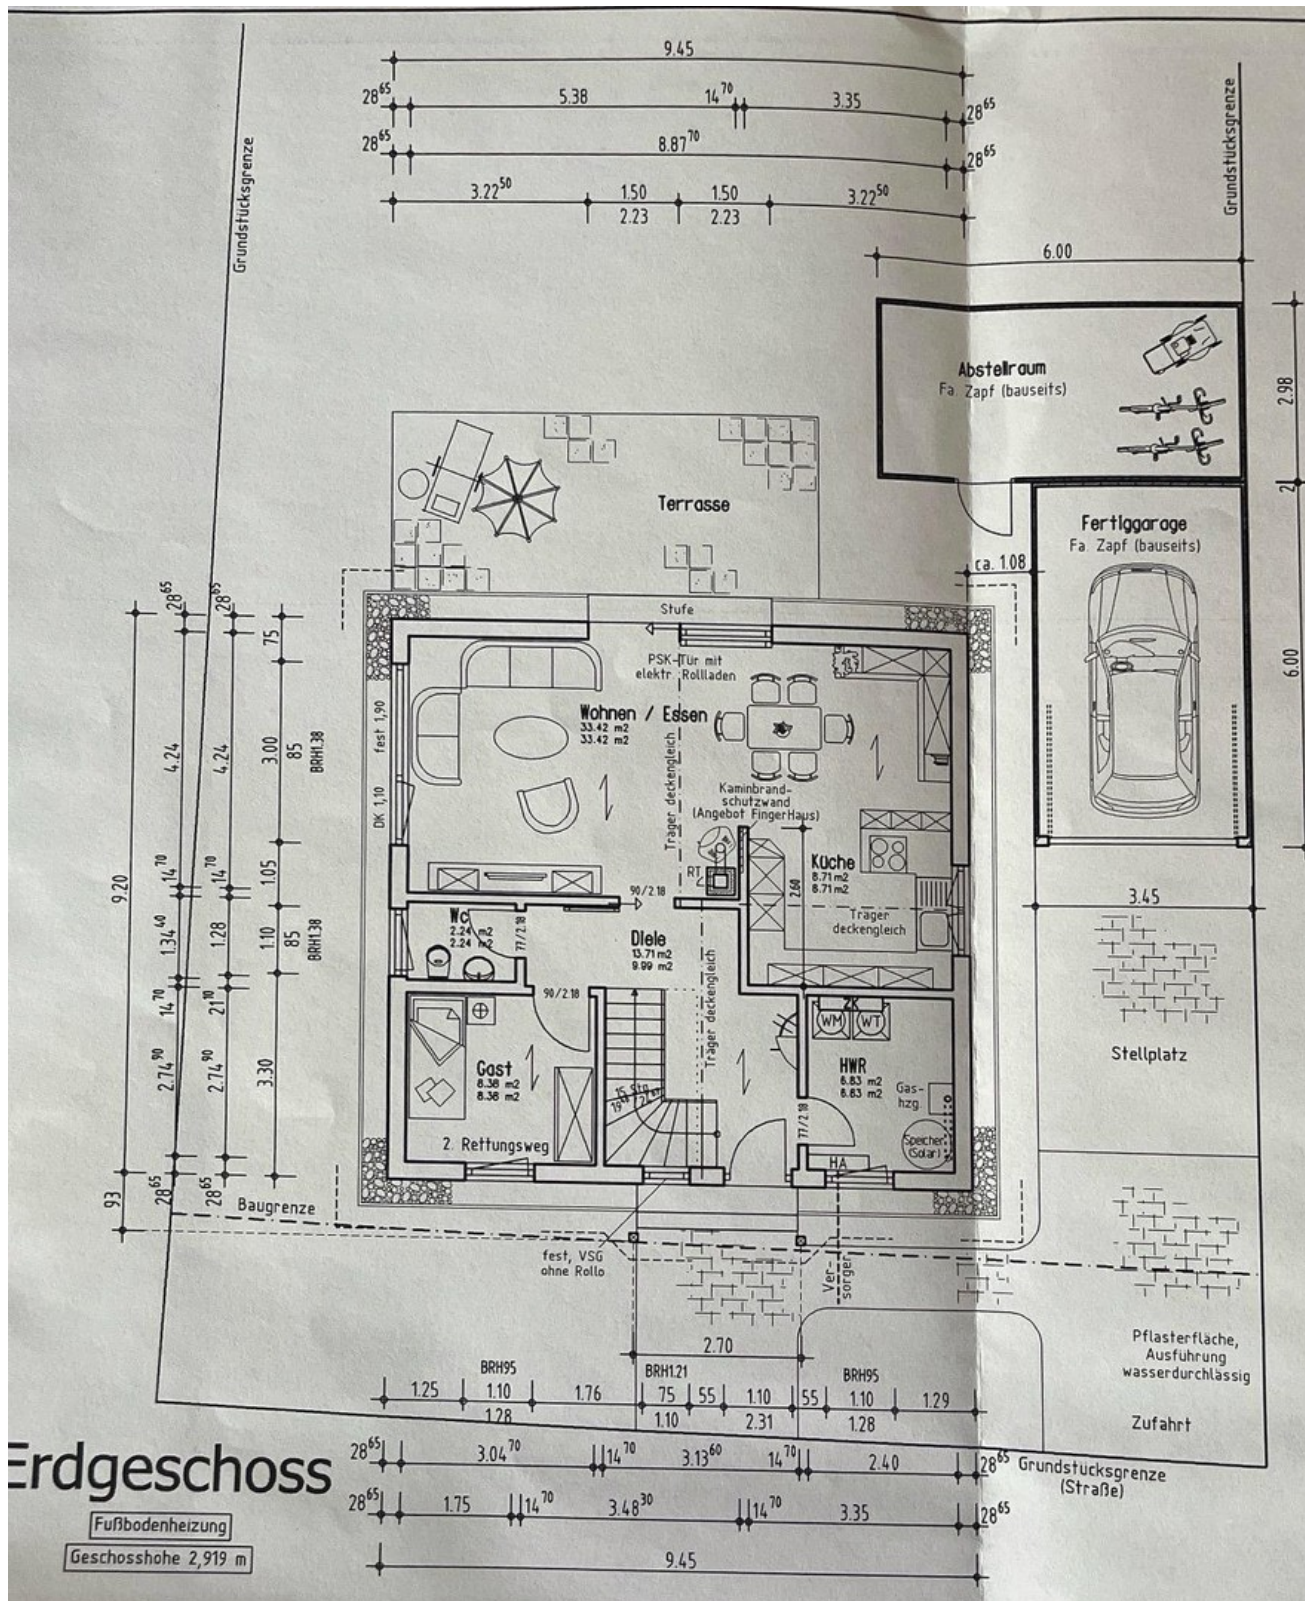 9.45
28⁶⁵ 5.38 14⁷⁰ 3.35 28⁶⁵
28⁶⁵ 8.87⁷⁰ 28⁶⁵
3.22⁵⁰ 1.50 1.50 3.22⁵⁰
2.23 2.23
Grundstücksgrenze
Grundstücksgrenze
6.00
Abstellraum
Fa. Zapf (bauseits)
2.98
2
Terrasse
Fertiggarage
Fa. Zapf (bauseits)
ca. 1.08
6.00
Stufe
PSK-Tür mit
elektr. Rollladen
Wohnen / Essen
33.42 m2
33.42 m2
DK 1,10 fest 1,90
Träger deckengleich
Kaminbrand-
schutzwand
(Angebot FingerHaus)
RT
2.60
Küche
8.71 m2
8.71 m2
Träger
deckengleich
90/2.18
Wc
2.24 m2
2.24 m2
77/2.18
Diele
13.71 m2
9.99 m2
90/2.18
Träger deckengleich
Gast
8.38 m2
8.38 m2
2. Rettungsweg
15 Stg
ZK
WM WT
HWR
6.83 m2
6.83 m2
Gas-
hzg.
Speicher
(Solar)
77/2.18
HA
3.45
Stellplatz
28⁶⁵ 4.24 14⁷⁰ 1.34⁴⁰ 14⁷⁰ 2.74⁹⁰ 28⁶⁵
28⁶⁵ 4.24 14⁷⁰ 1.28 21¹⁰ 2.74⁹⁰ 28⁶⁵
75 3.00 1.05 1.10 3.30
85
BRH1.38
85
BRH1.38
9.20
93
Baugrenze
fest, VSG
ohne Rollo
Ver-
sorger
Pflasterfläche,
Ausführung
wasserdurchlässig
Zufahrt
2.70
BRH95 BRH1.21 BRH95
1.25 1.10 1.76 75 55 1.10 55 1.10 1.29
1.28 1.10 2.31 1.28
28⁶⁵ 3.04⁷⁰ 14⁷⁰ 3.13⁶⁰ 14⁷⁰ 2.40 28⁶⁵
Grundstücksgrenze
(Straße)
28⁶⁵ 1.75 14⁷⁰ 3.48³⁰ 14⁷⁰ 3.35 28⁶⁵
9.45
Erdgeschoss
Fußbodenheizung
Geschosshöhe 2,919 m